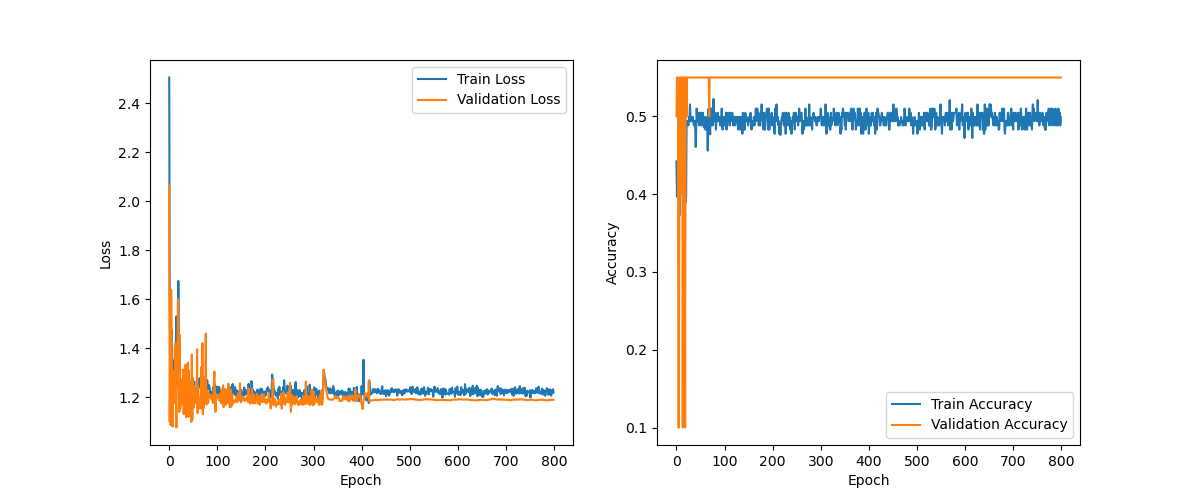 Train Loss
Validation Loss
2.4
2.2
2.0
1.8
1.6
1.4
1.2
0 100 200 300 400 500 600 700 800
Epoch
Loss
0.5
0.4
0.3
0.2
0.1
Train Accuracy
Validation Accuracy
0 100 200 300 400 500 600 700 800
Epoch
Accuracy